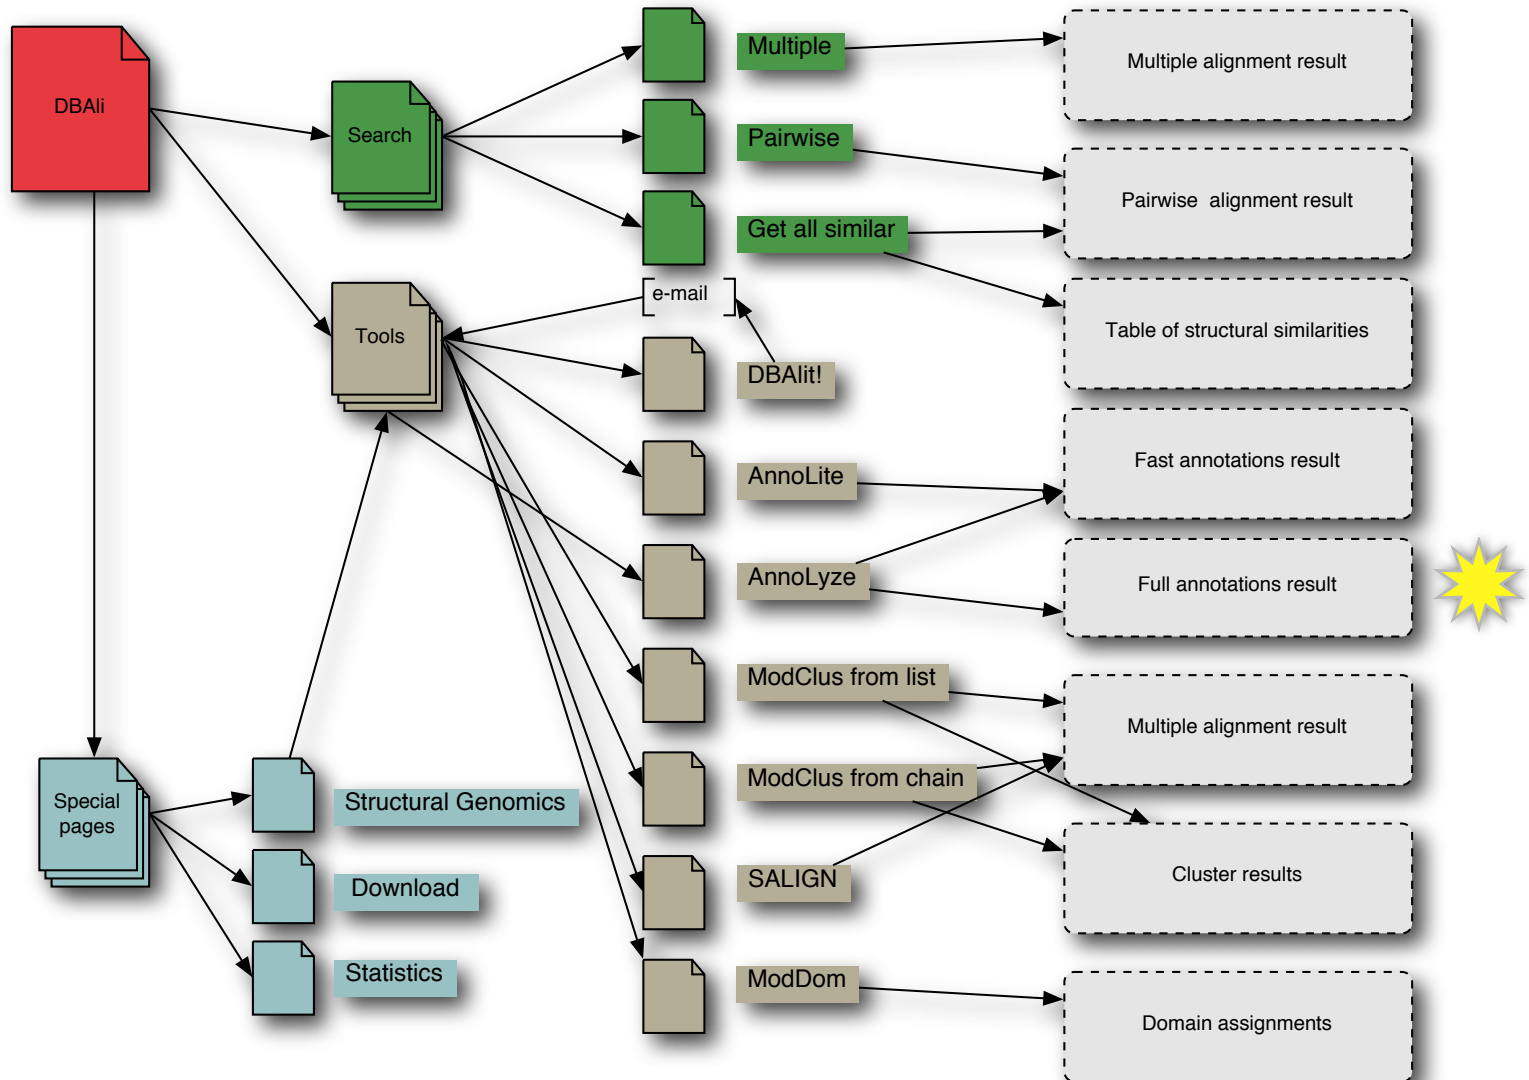 DBAli
Search
Multiple
Multiple alignment result
Pairwise
Pairwise  alignment result
Get all similar
e-mail
Tools
Table of structural similarities
DBAlit!
AnnoLite
Fast annotations result
AnnoLyze
Full annotations result
ModClus from list
Multiple alignment result
ModClus from chain
Special
pages
Structural Genomics
Download
SALIGN
Cluster results
Statistics
ModDom
Domain assignments